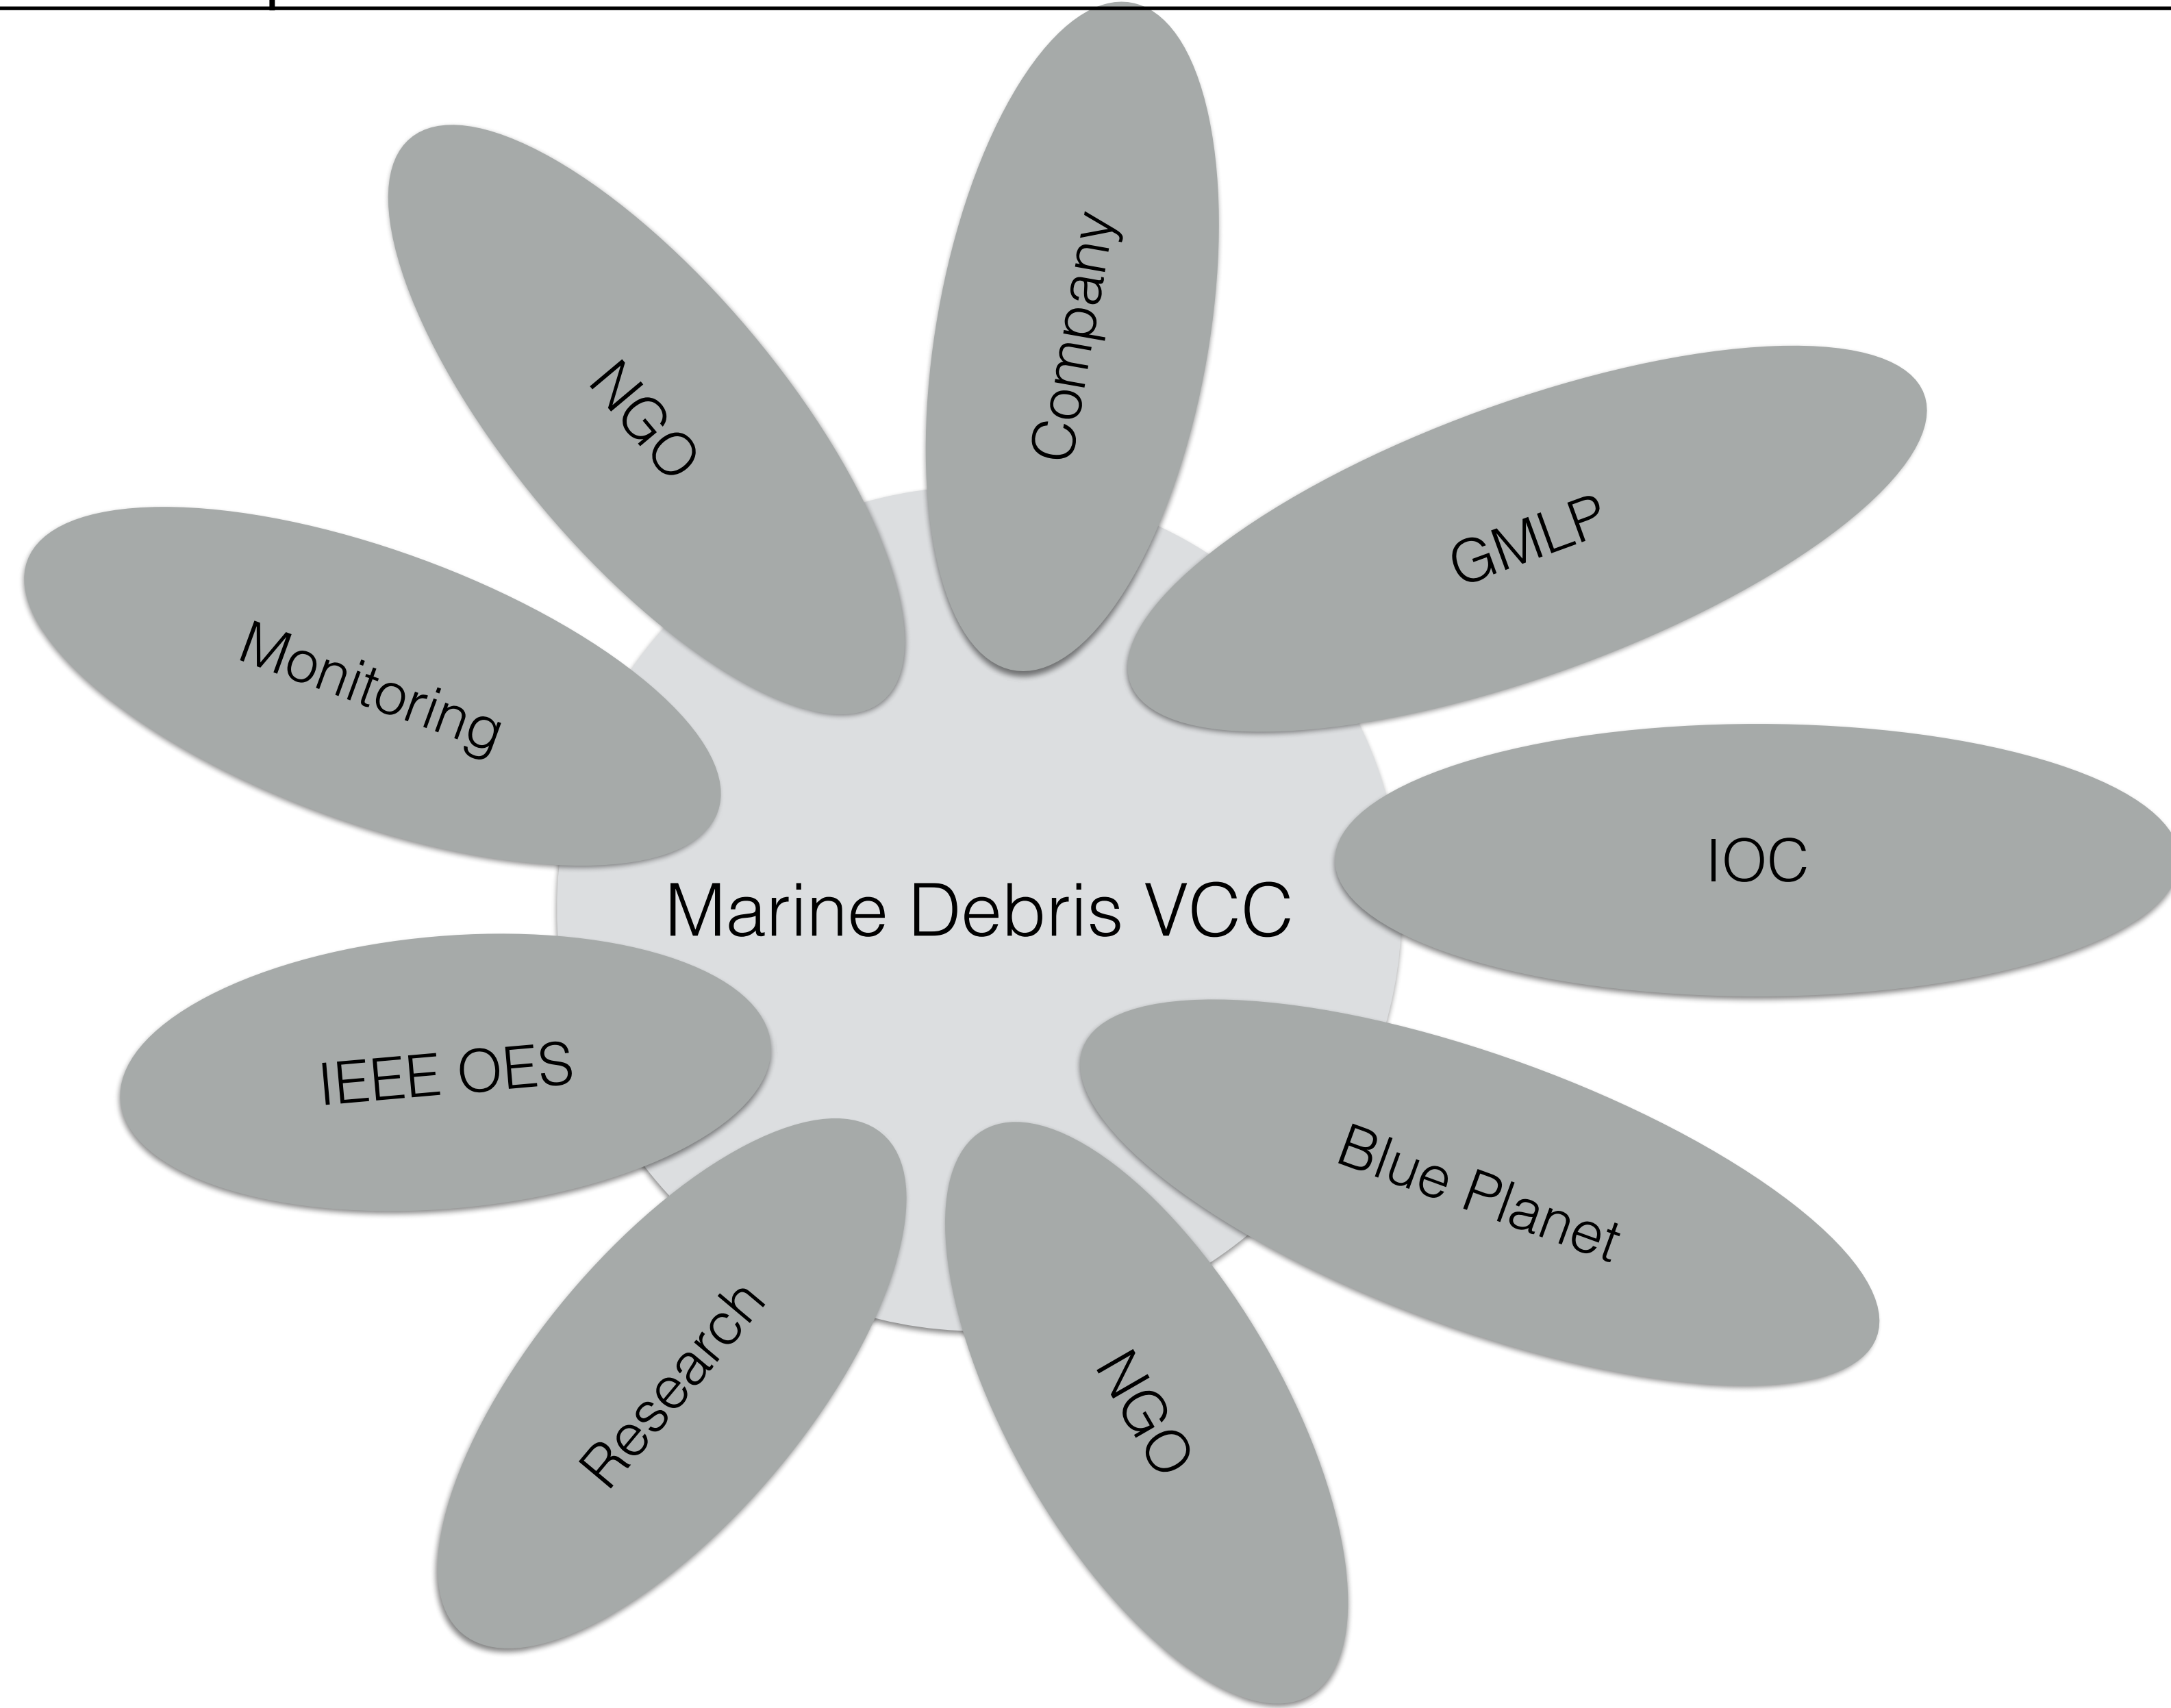 Company
NGO
GMLP
Monitoring
IOC
Marine Debris VCC
IEEE OES
Blue Planet
Research
NGO